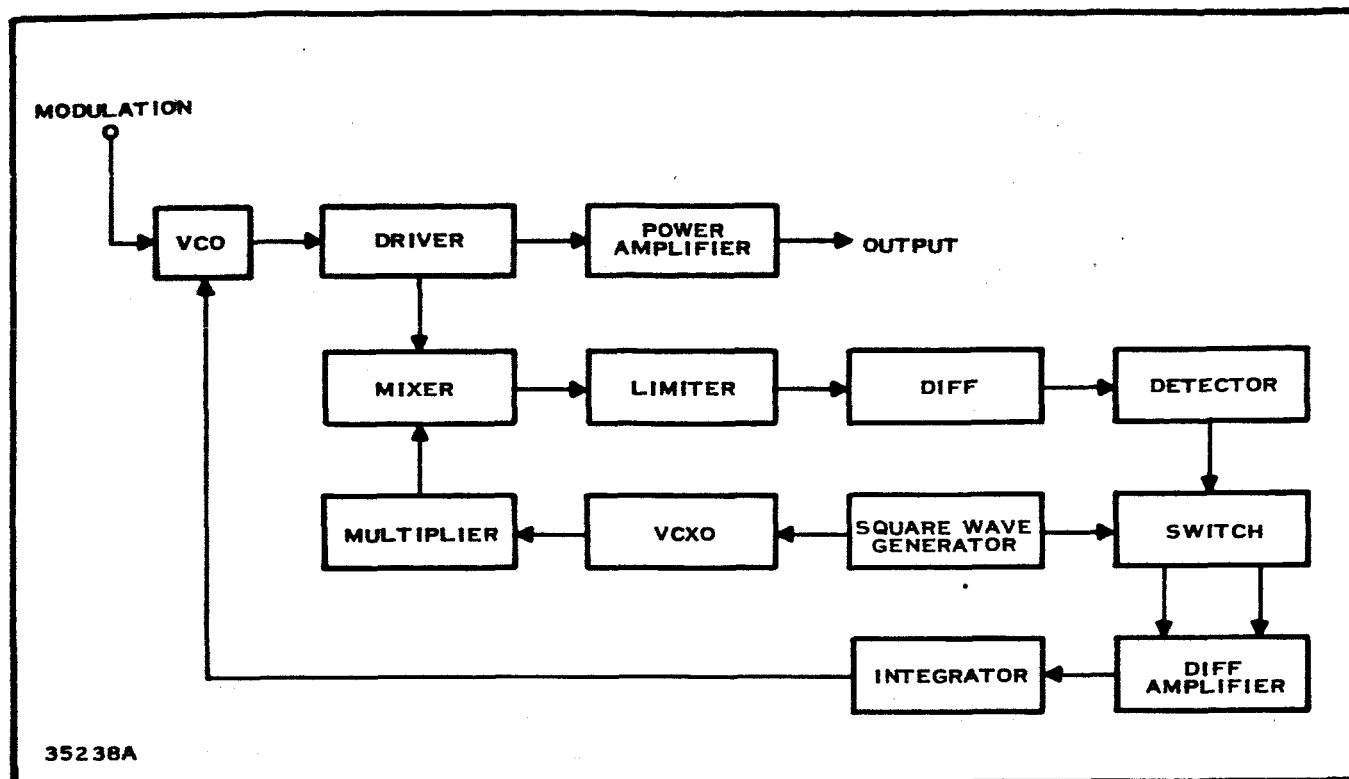 MODULATION
VCO
DRIVER
POWER
AMPLIFIER
OUTPUT
MIXER
LIMITER
DIFF
DETECTOR
MULTIPLIER
VCXO
SQUARE WAVE
GENERATOR
SWITCH
INTEGRATOR
DIFF
AMPLIFIER
35238A